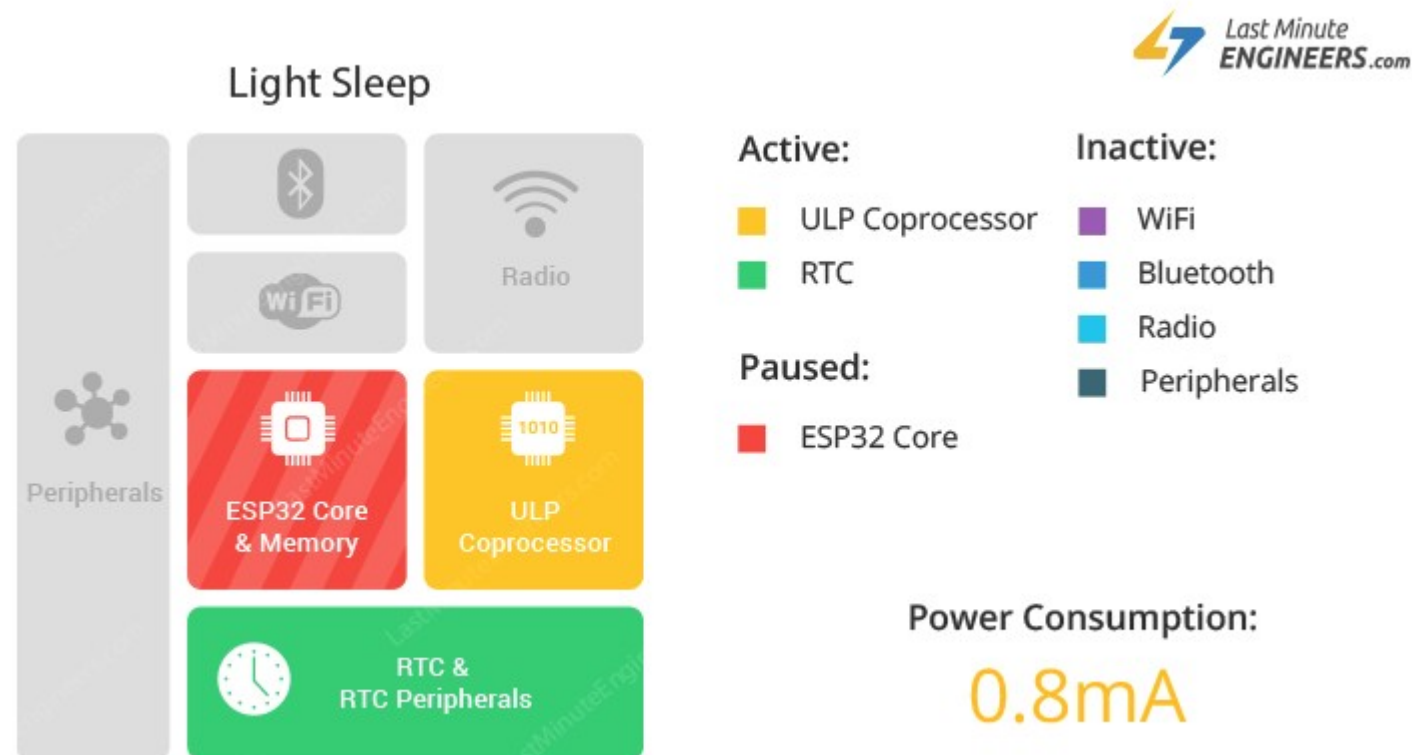 Last Minute
ENGINEERS.com
Light Sleep
WiFi
Radio
Peripherals
ESP32 Core
& Memory
1010
ULP
Coprocessor
RTC &
RTC Peripherals
Active:
ULP Coprocessor
RTC
Paused:
ESP32 Core
Inactive:
WiFi
Bluetooth
Radio
Peripherals
Power Consumption:
0.8mA